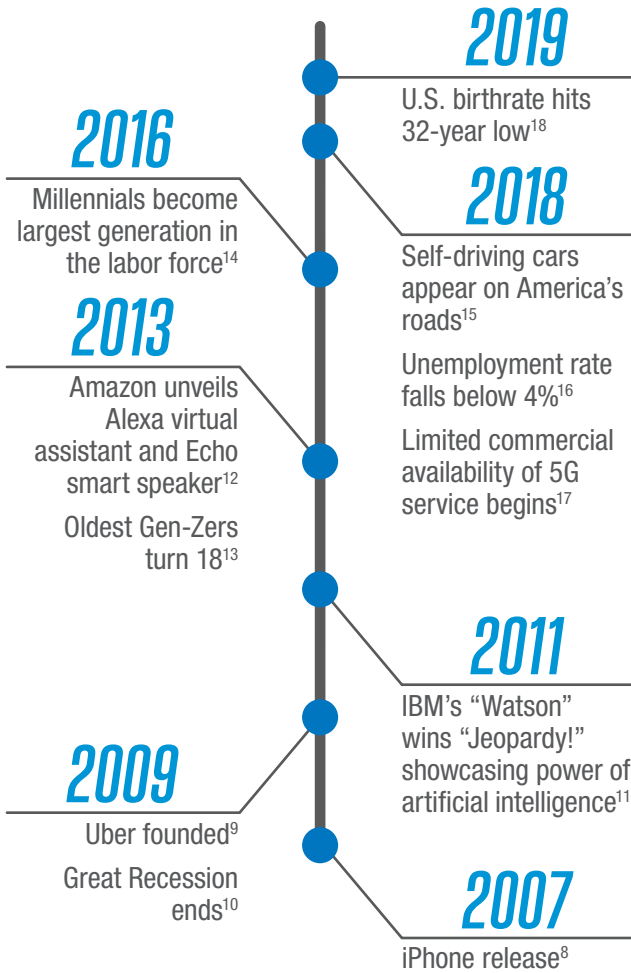 2019
U.S. birthrate hits
32-year low18
2016
Millennials become
largest generation in
the labor force14
2018
Self-driving cars
appear on America’s
roads15
Unemployment rate
falls below 4%16
Limited commercial
availability of 5G
service begins17
2013
Amazon unveils
Alexa virtual
assistant and Echo
smart speaker12
Oldest Gen-Zers
turn 1813
2011
IBM’s “Watson”
wins “Jeopardy!”
showcasing power of
artificial intelligence11
2009
Uber founded9
Great Recession
ends10
2007
iPhone release8